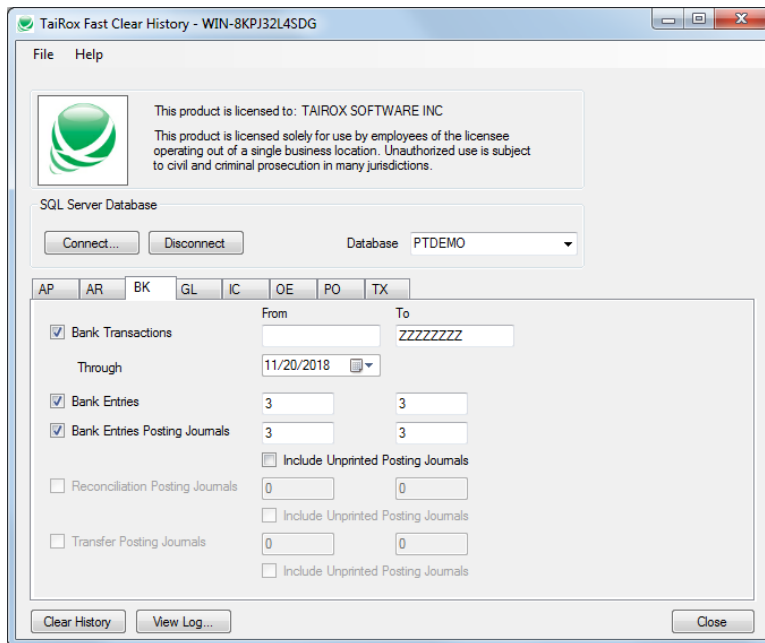 TaiRox Fast Clear History - WIN-8KPJ32L4SDG
File Help
This product is licensed to: TAIROX SOFTWARE INC
This product is licensed solely for use by employees of the licensee
operating out of a single business location. Unauthorized use is subject
to civil and criminal prosecution in many jurisdictions.
SQL Server Database
Connect... Disconnect Database PTDEMO
AP AR BK GL IC OE PO TX
From To
Bank Transactions ZZZZZZZZ
Through 11/20/2018
Bank Entries 3 3
Bank Entries Posting Journals 3 3
Include Unprinted Posting Journals
Reconciliation Posting Journals 0 0
Include Unprinted Posting Journals
Transfer Posting Journals 0 0
Include Unprinted Posting Journals
Clear History View Log... Close